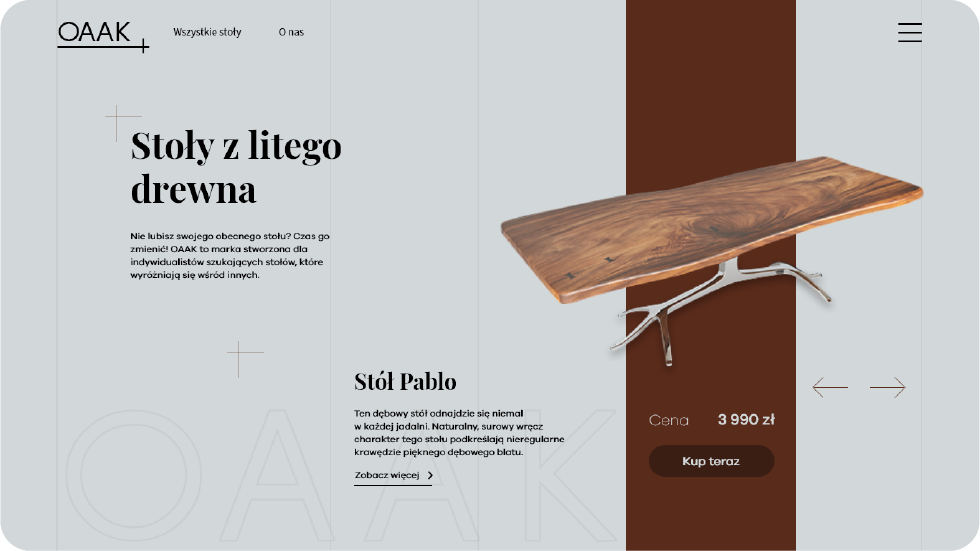 OAAK
Wszystkie stoły
O nas
Stoły z litego
drewna
Nie lubisz swojego obecnego stołu? Czas go
zmienić! OAAK to marka stworzona dla
indywidualistów szukających stołów, które
wyróżniają się wśród innych.
Stół Pablo
Ten dębowy stół odnajdzie się niemal
w każdej jadalni. Naturalny, surowy wręcz
charakter tego stołu podkreślają nieregularne
krawędzie pięknego dębowego blatu.
Zobacz więcej
Cena 3 990 zł
Kup teraz
OAAK